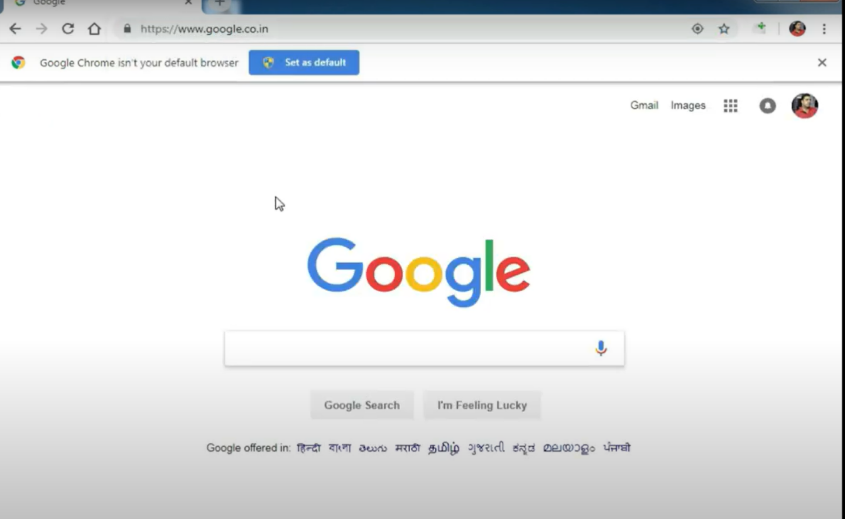 Google
https://www.google.co.in
Google Chrome isn't your default browser Set as default
Gmail Images
Google
Google Search I'm Feeling Lucky
Google offered in: हिन्दी বাংলা తెలుగు मराठी தமிழ் ગુજરાતી ಕನ್ನಡ മലയാളം ਪੰਜਾਬੀ